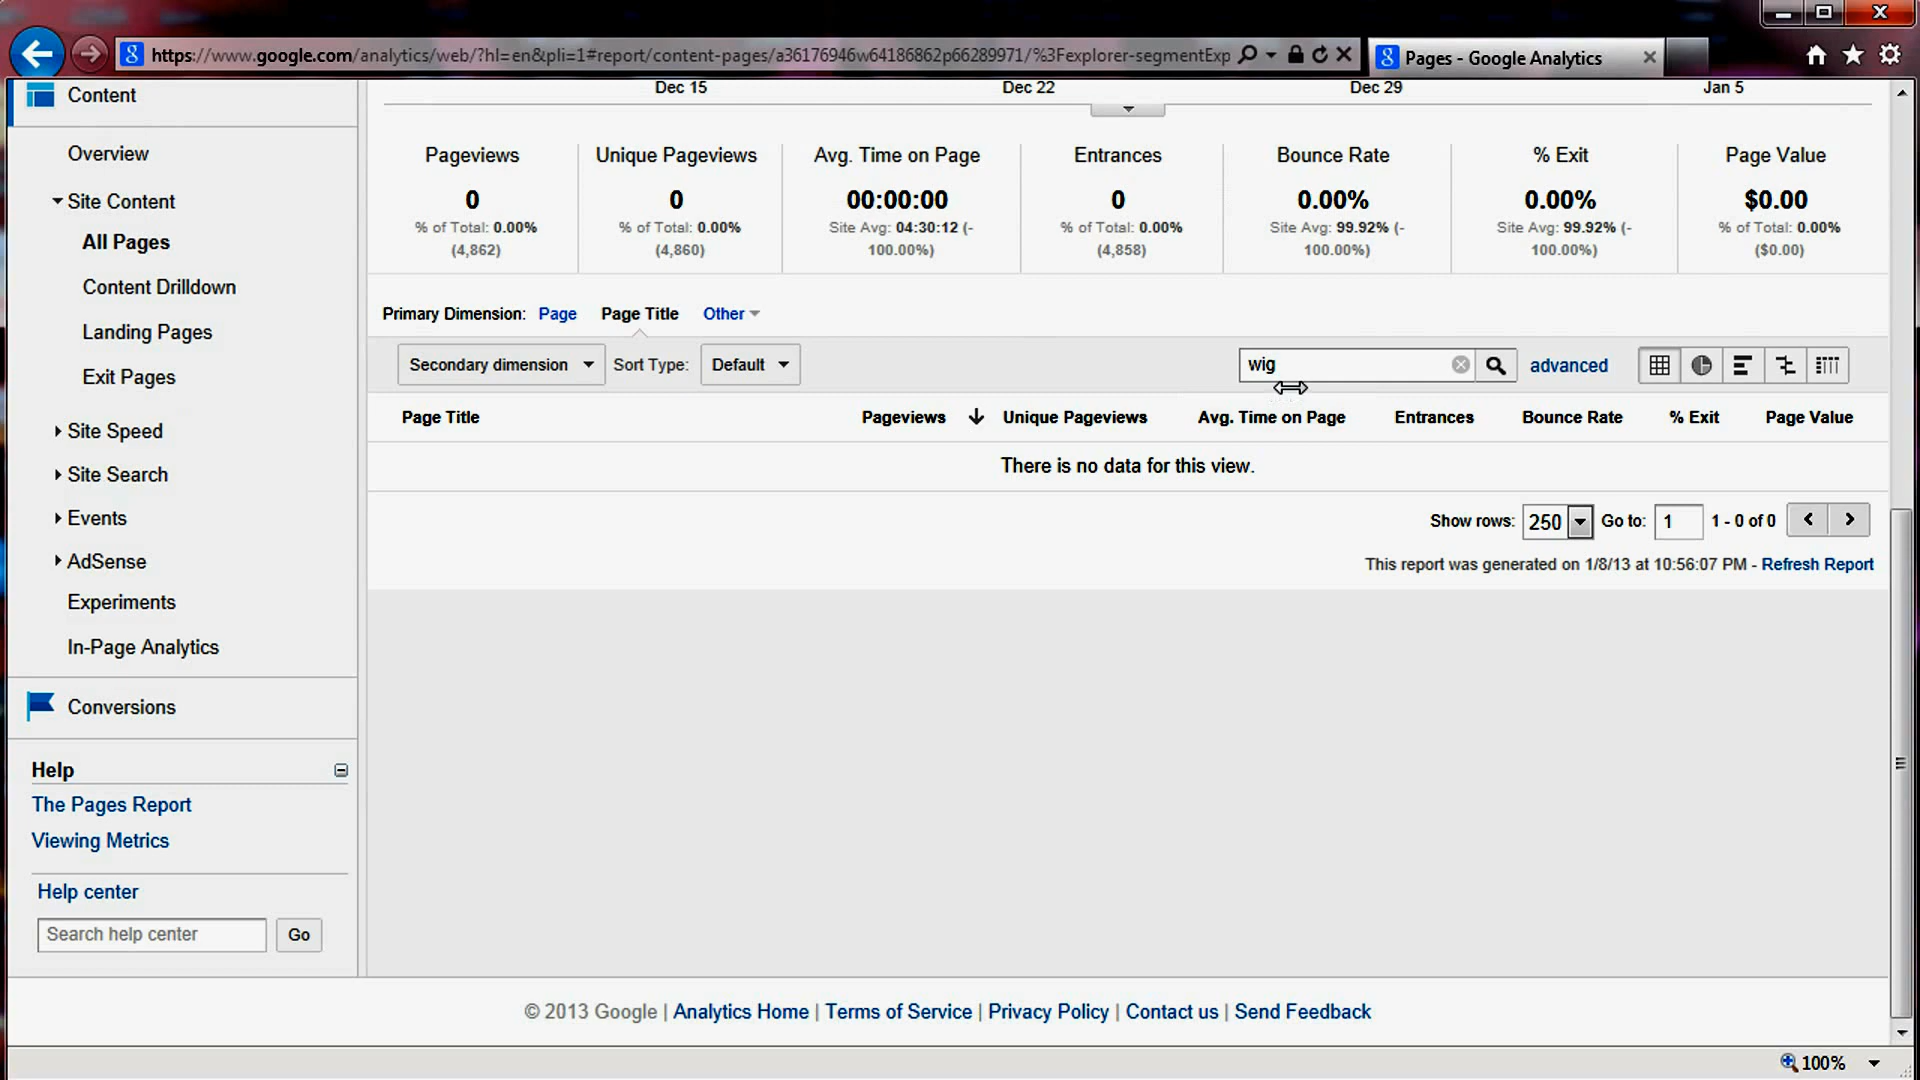 https://www.google.com/analytics/web/?hl=en&pli=1#report/content-pages/a36176946w64186862p66289971/%3Fexplorer-segmentExp
Pages - Google Analytics
Content
Overview
Site Content
All Pages
Content Drilldown
Landing Pages
Exit Pages
Site Speed
Site Search
Events
AdSense
Experiments
In-Page Analytics
Conversions
Help
The Pages Report
Viewing Metrics
Help center
Search help center Go
Dec 15 Dec 22 Dec 29 Jan 5
Pageviews Unique Pageviews Avg. Time on Page Entrances Bounce Rate % Exit Page Value
0 0 00:00:00 0 0.00% 0.00% $0.00
% of Total: 0.00% % of Total: 0.00% Site Avg: 04:30:12 (- % of Total: 0.00% Site Avg: 99.92% (- Site Avg: 99.92% (- % of Total: 0.00%
(4,862) (4,860) 100.00%) (4,858) 100.00%) 100.00%) ($0.00)
Primary Dimension: Page Page Title Other
Secondary dimension Sort Type: Default wig advanced
Page Title Pageviews Unique Pageviews Avg. Time on Page Entrances Bounce Rate % Exit Page Value
There is no data for this view.
Show rows: 250 Go to: 1 1 - 0 of 0
This report was generated on 1/8/13 at 10:56:07 PM - Refresh Report
© 2013 Google | Analytics Home | Terms of Service | Privacy Policy | Contact us | Send Feedback
100%